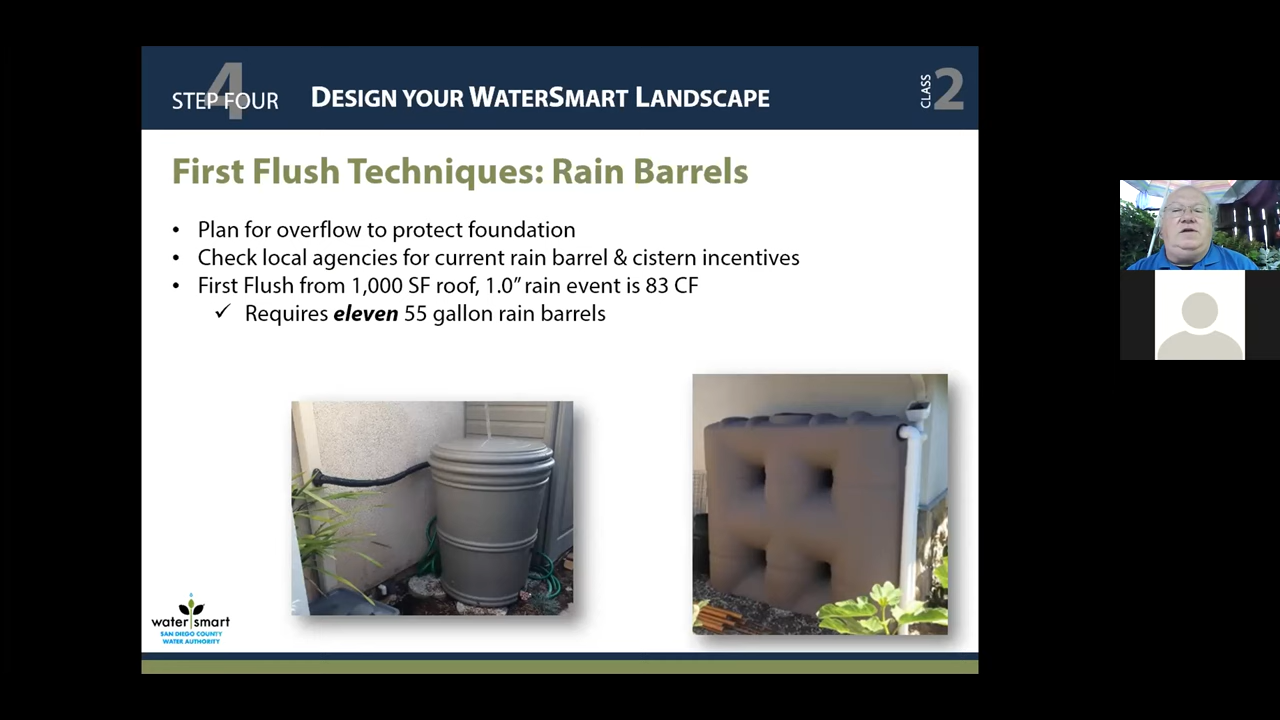 4
STEP FOUR
DESIGN YOUR WATERSMART LANDSCAPE
CLASS 2
First Flush Techniques: Rain Barrels
• Plan for overflow to protect foundation
• Check local agencies for current rain barrel & cistern incentives
• First Flush from 1,000 SF roof, 1.0” rain event is 83 CF
✓ Requires eleven 55 gallon rain barrels
water smart
SAN DIEGO COUNTY
WATER AUTHORITY